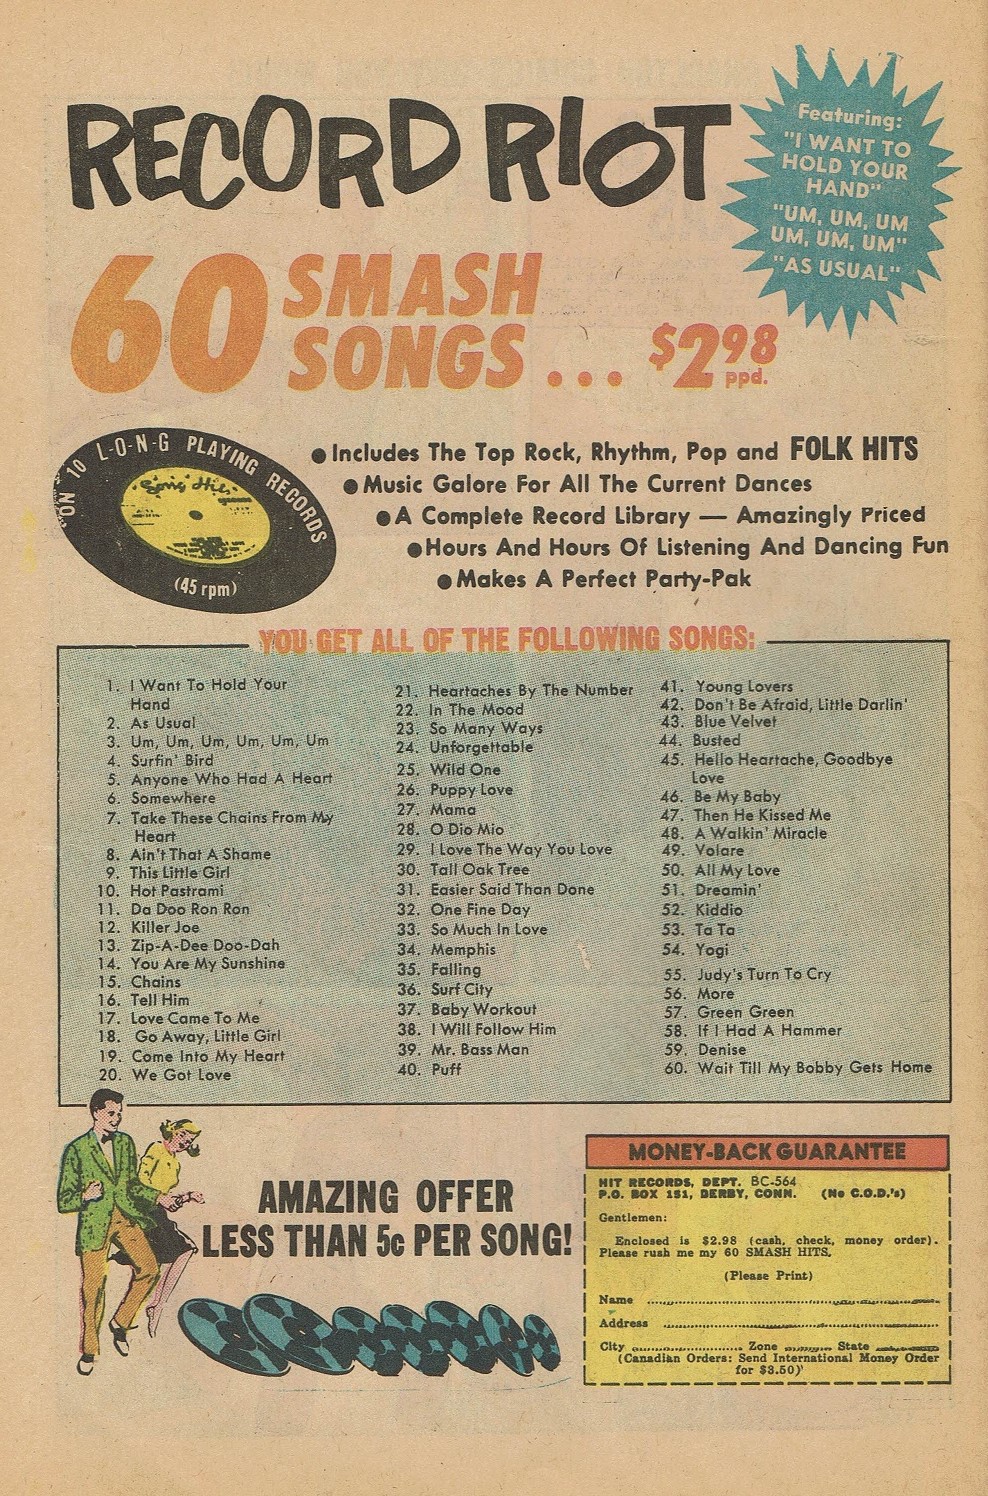 RECORD RIOT
Featuring:
"I WANT TO
HOLD YOUR
HAND"
"UM, UM, UM
UM, UM, UM"
"AS USUAL"
60 SMASH
SONGS ... $2.98
ppd.
"ON 10 L-O-N-G PLAYING RECORDS
(45 rpm)
● Includes The Top Rock, Rhythm, Pop and FOLK HITS
● Music Galore For All The Current Dances
● A Complete Record Library — Amazingly Priced
● Hours And Hours Of Listening And Dancing Fun
● Makes A Perfect Party-Pak
YOU GET ALL OF THE FOLLOWING SONGS:
1. I Want To Hold Your
Hand
2. As Usual
3. Um, Um, Um, Um, Um, Um
4. Surfin' Bird
5. Anyone Who Had A Heart
6. Somewhere
7. Take These Chains From My
Heart
8. Ain't That A Shame
9. This Little Girl
10. Hot Pastrami
11. Da Doo Ron Ron
12. Killer Joe
13. Zip-A-Dee Doo-Dah
14. You Are My Sunshine
15. Chains
16. Tell Him
17. Love Came To Me
18. Go Away, Little Girl
19. Come Into My Heart
20. We Got Love
21. Heartaches By The Number
22. In The Mood
23. So Many Ways
24. Unforgettable
25. Wild One
26. Puppy Love
27. Mama
28. O Dio Mio
29. I Love The Way You Love
30. Tall Oak Tree
31. Easier Said Than Done
32. One Fine Day
33. So Much In Love
34. Memphis
35. Falling
36. Surf City
37. Baby Workout
38. I Will Follow Him
39. Mr. Bass Man
40. Puff
41. Young Lovers
42. Don't Be Afraid, Little Darlin'
43. Blue Velvet
44. Busted
45. Hello Heartache, Goodbye
Love
46. Be My Baby
47. Then He Kissed Me
48. A Walkin' Miracle
49. Volare
50. All My Love
51. Dreamin'
52. Kiddio
53. Ta Ta
54. Yogi
55. Judy's Turn To Cry
56. More
57. Green Green
58. If I Had A Hammer
59. Denise
60. Wait Till My Bobby Gets Home
AMAZING OFFER
LESS THAN 5c PER SONG!
MONEY-BACK GUARANTEE
HIT RECORDS, DEPT. BC-564
P.O. BOX 151, DERBY, CONN. (No C.O.D.'s)
Gentlemen:
Enclosed is $2.98 (cash, check, money order).
Please rush me my 60 SMASH HITS.
(Please Print)
Name
Address
City Zone State
(Canadian Orders: Send International Money Order
for $3.50)